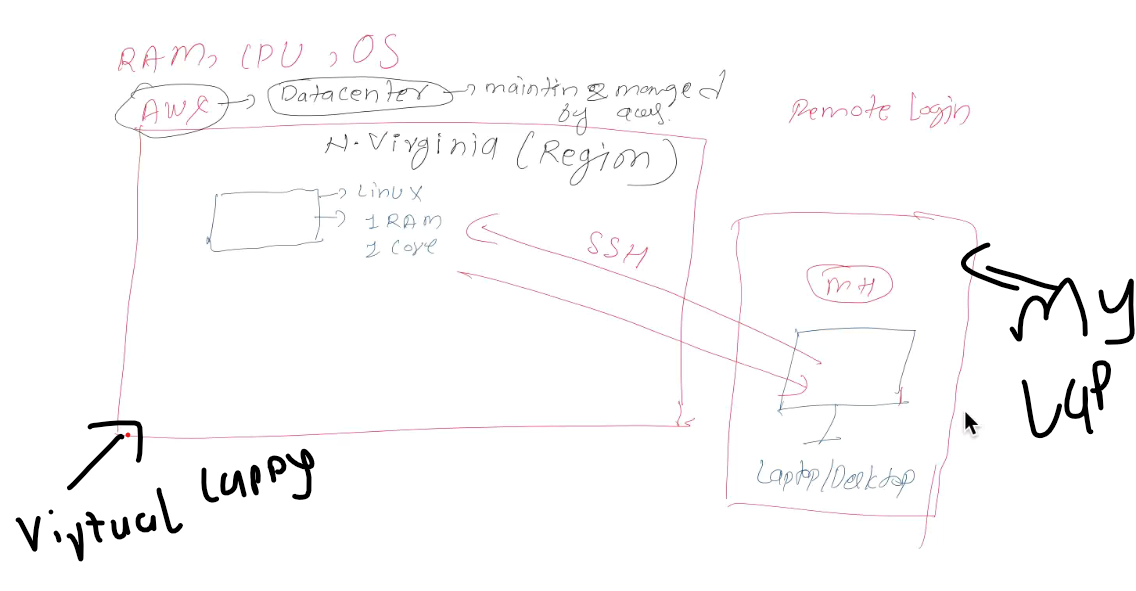 RAM, CPU, OS
AWS → Datacenter → maintin & manged
by aws.
Remote Login
N.Virginia (Region)
→ Linux
→ 1 RAM
1 Core
SSH
MH
My
Lap
Laptop/Desktop
Virtual Lappy